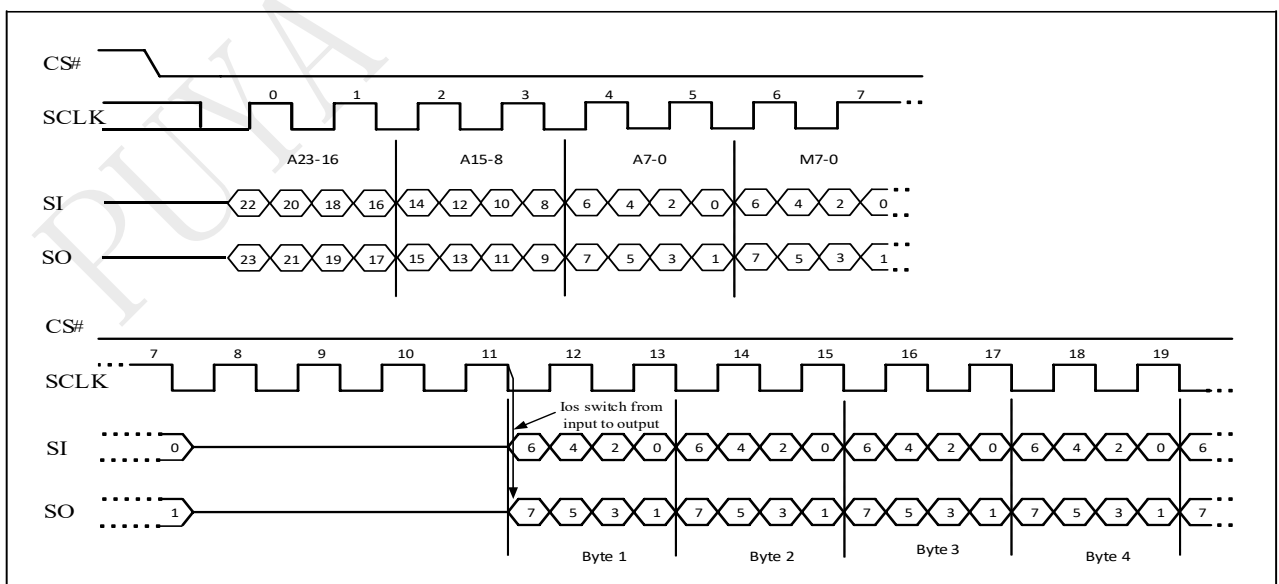 PUYA
CS#
0 1 2 3 4 5 6 7
SCLK
A23-16 A15-8 A7-0 M7-0
SI 22 20 18 16 14 12 10 8 6 4 2 0 6 4 2 0
SO 23 21 19 17 15 13 11 9 7 5 3 1 7 5 3 1
CS#
7 8 9 10 11 12 13 14 15 16 17 18 19
SCLK
Ios switch from
input to output
SI 0 6 4 2 0 6 4 2 0 6 4 2 0 6 4 2 0 6
SO 1 7 5 3 1 7 5 3 1 7 5 3 1 7 5 3 1 7
Byte 1 Byte 2 Byte 3 Byte 4